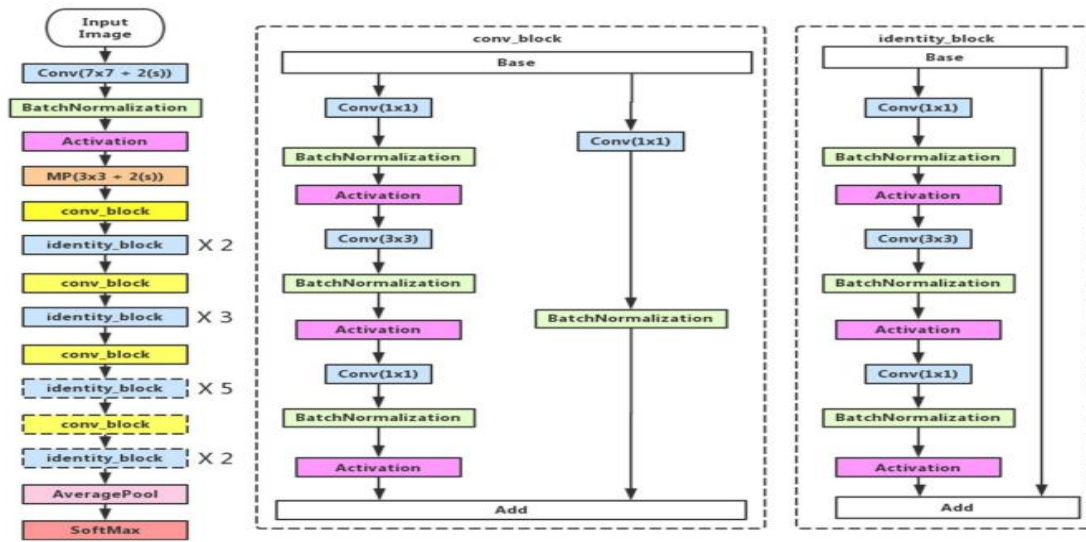 Input
Image
Conv(7x7 + 2(s))
BatchNormalization
Activation
MP(3x3 + 2(s))
conv_block
identity_block X 2
conv_block
identity_block X 3
conv_block
identity_block X 5
conv_block
identity_block X 2
AveragePool
SoftMax
conv_block
Base
Conv(1x1)
BatchNormalization
Activation
Conv(3x3)
BatchNormalization
Activation
Conv(1x1)
BatchNormalization
Activation
Conv(1x1)
BatchNormalization
Add
identity_block
Base
Conv(1x1)
BatchNormalization
Activation
Conv(3x3)
BatchNormalization
Activation
Conv(1x1)
BatchNormalization
Activation
Add